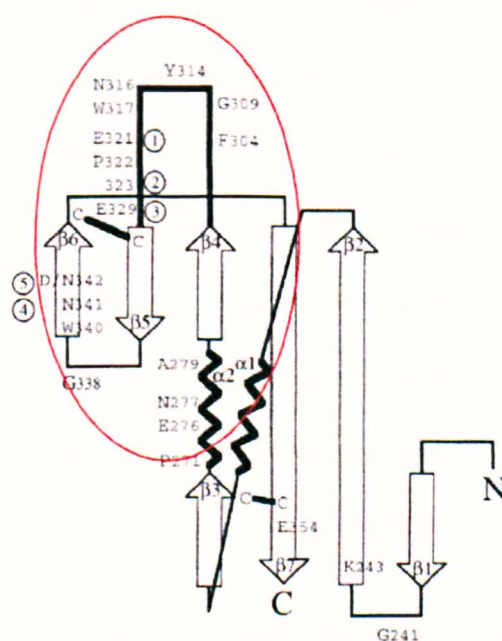 Y314
N316
W317
G309
E321 ①
F304
P322
323 ②
E329 ③
C
C
β6
β4
β2
⑤ D/N342
④ N341
β5
W340
G338
A279
α2
α1
N277
E276
P271
β3
C
C
N
E354
β7
K243
β1
C
G241